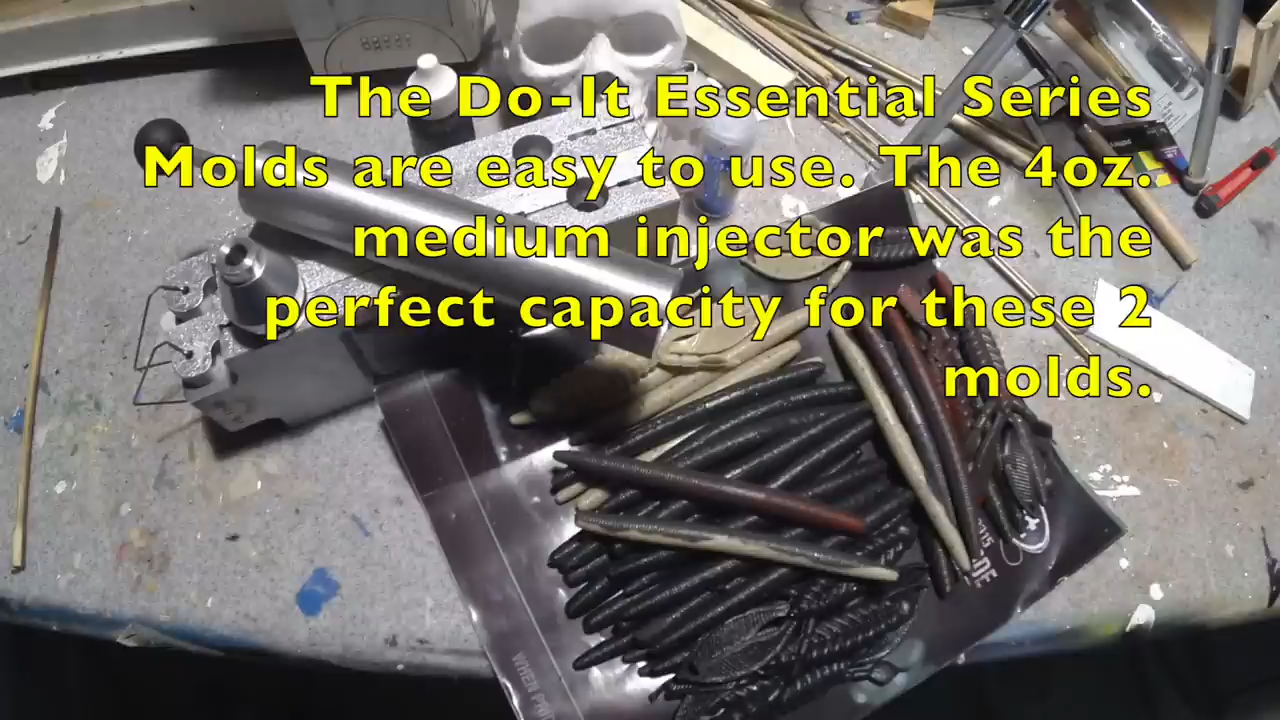 The Do-It Essential Series
Molds are easy to use. The 4oz.
medium injector was the
perfect capacity for these 2
molds.
WHEN